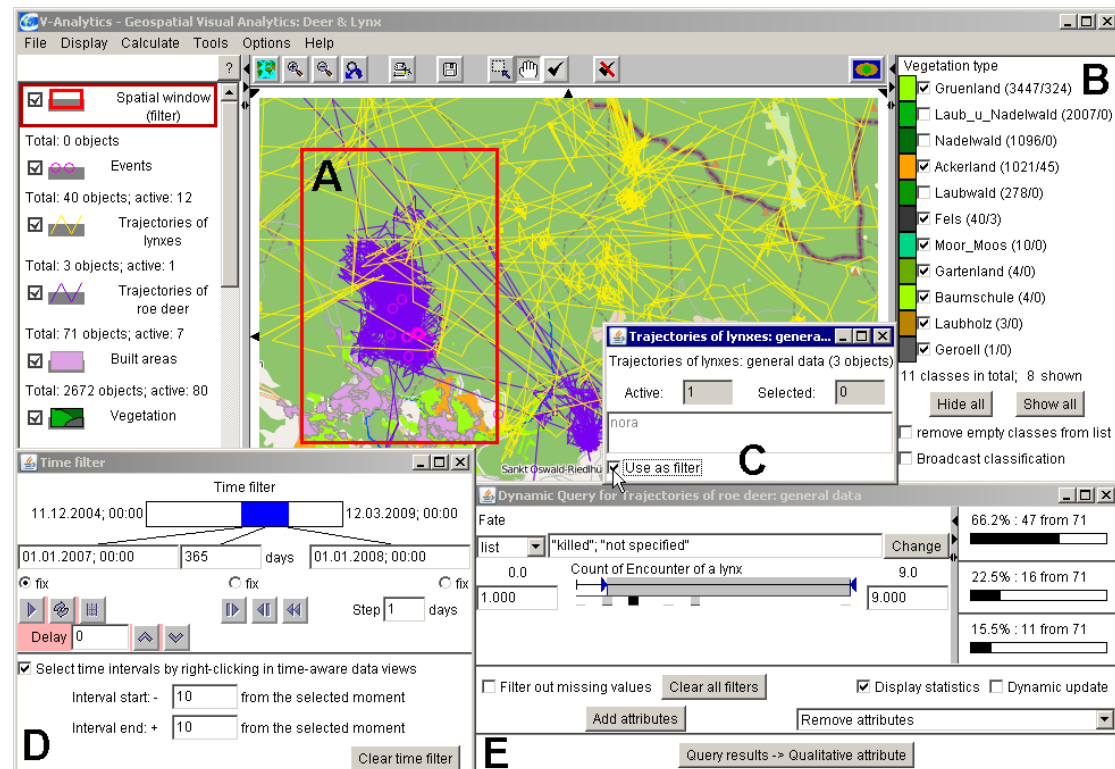 V-Analytics - Geospatial Visual Analytics: Deer & Lynx
File Display Calculate Tools Options Help
?
Spatial window
(filter)
Total: 0 objects
Events
Total: 40 objects; active: 12
Trajectories of
lynxes
Total: 3 objects; active: 1
Trajectories of
roe deer
Total: 71 objects; active: 7
Built areas
Total: 2672 objects; active: 80
Vegetation
A
Vegetation type
B
Gruenland (3447/324)
Laub_u_Nadelwald (2007/0)
Nadelwald (1096/0)
Ackerland (1021/45)
Laubwald (278/0)
Fels (40/3)
Moor_Moos (10/0)
Gartenland (4/0)
Baumschule (4/0)
Laubholz (3/0)
Geroell (1/0)
11 classes in total; 8 shown
Hide all Show all
remove empty classes from list
Broadcast classification
Trajectories of lynxes: genera...
Trajectories of lynxes: general data (3 objects)
Active: 1 Selected: 0
nora
Use as filter
C
Sankt Oswald-Riedhü
Time filter
Time filter
11.12.2004; 00:00 12.03.2009; 00:00
01.01.2007; 00:00 365 days 01.01.2008; 00:00
fix fix fix
Step 1 days
Delay 0
Select time intervals by right-clicking in time-aware data views
Interval start: - 10 from the selected moment
Interval end: + 10 from the selected moment
D
Clear time filter
Dynamic Query for Trajectories of roe deer: general data
Fate
list "killed"; "not specified" Change
0.0 Count of Encounter of a lynx 9.0
1.000 9.000
66.2% : 47 from 71
22.5% : 16 from 71
15.5% : 11 from 71
Filter out missing values Clear all filters Display statistics Dynamic update
Add attributes Remove attributes
E
Query results -> Qualitative attribute